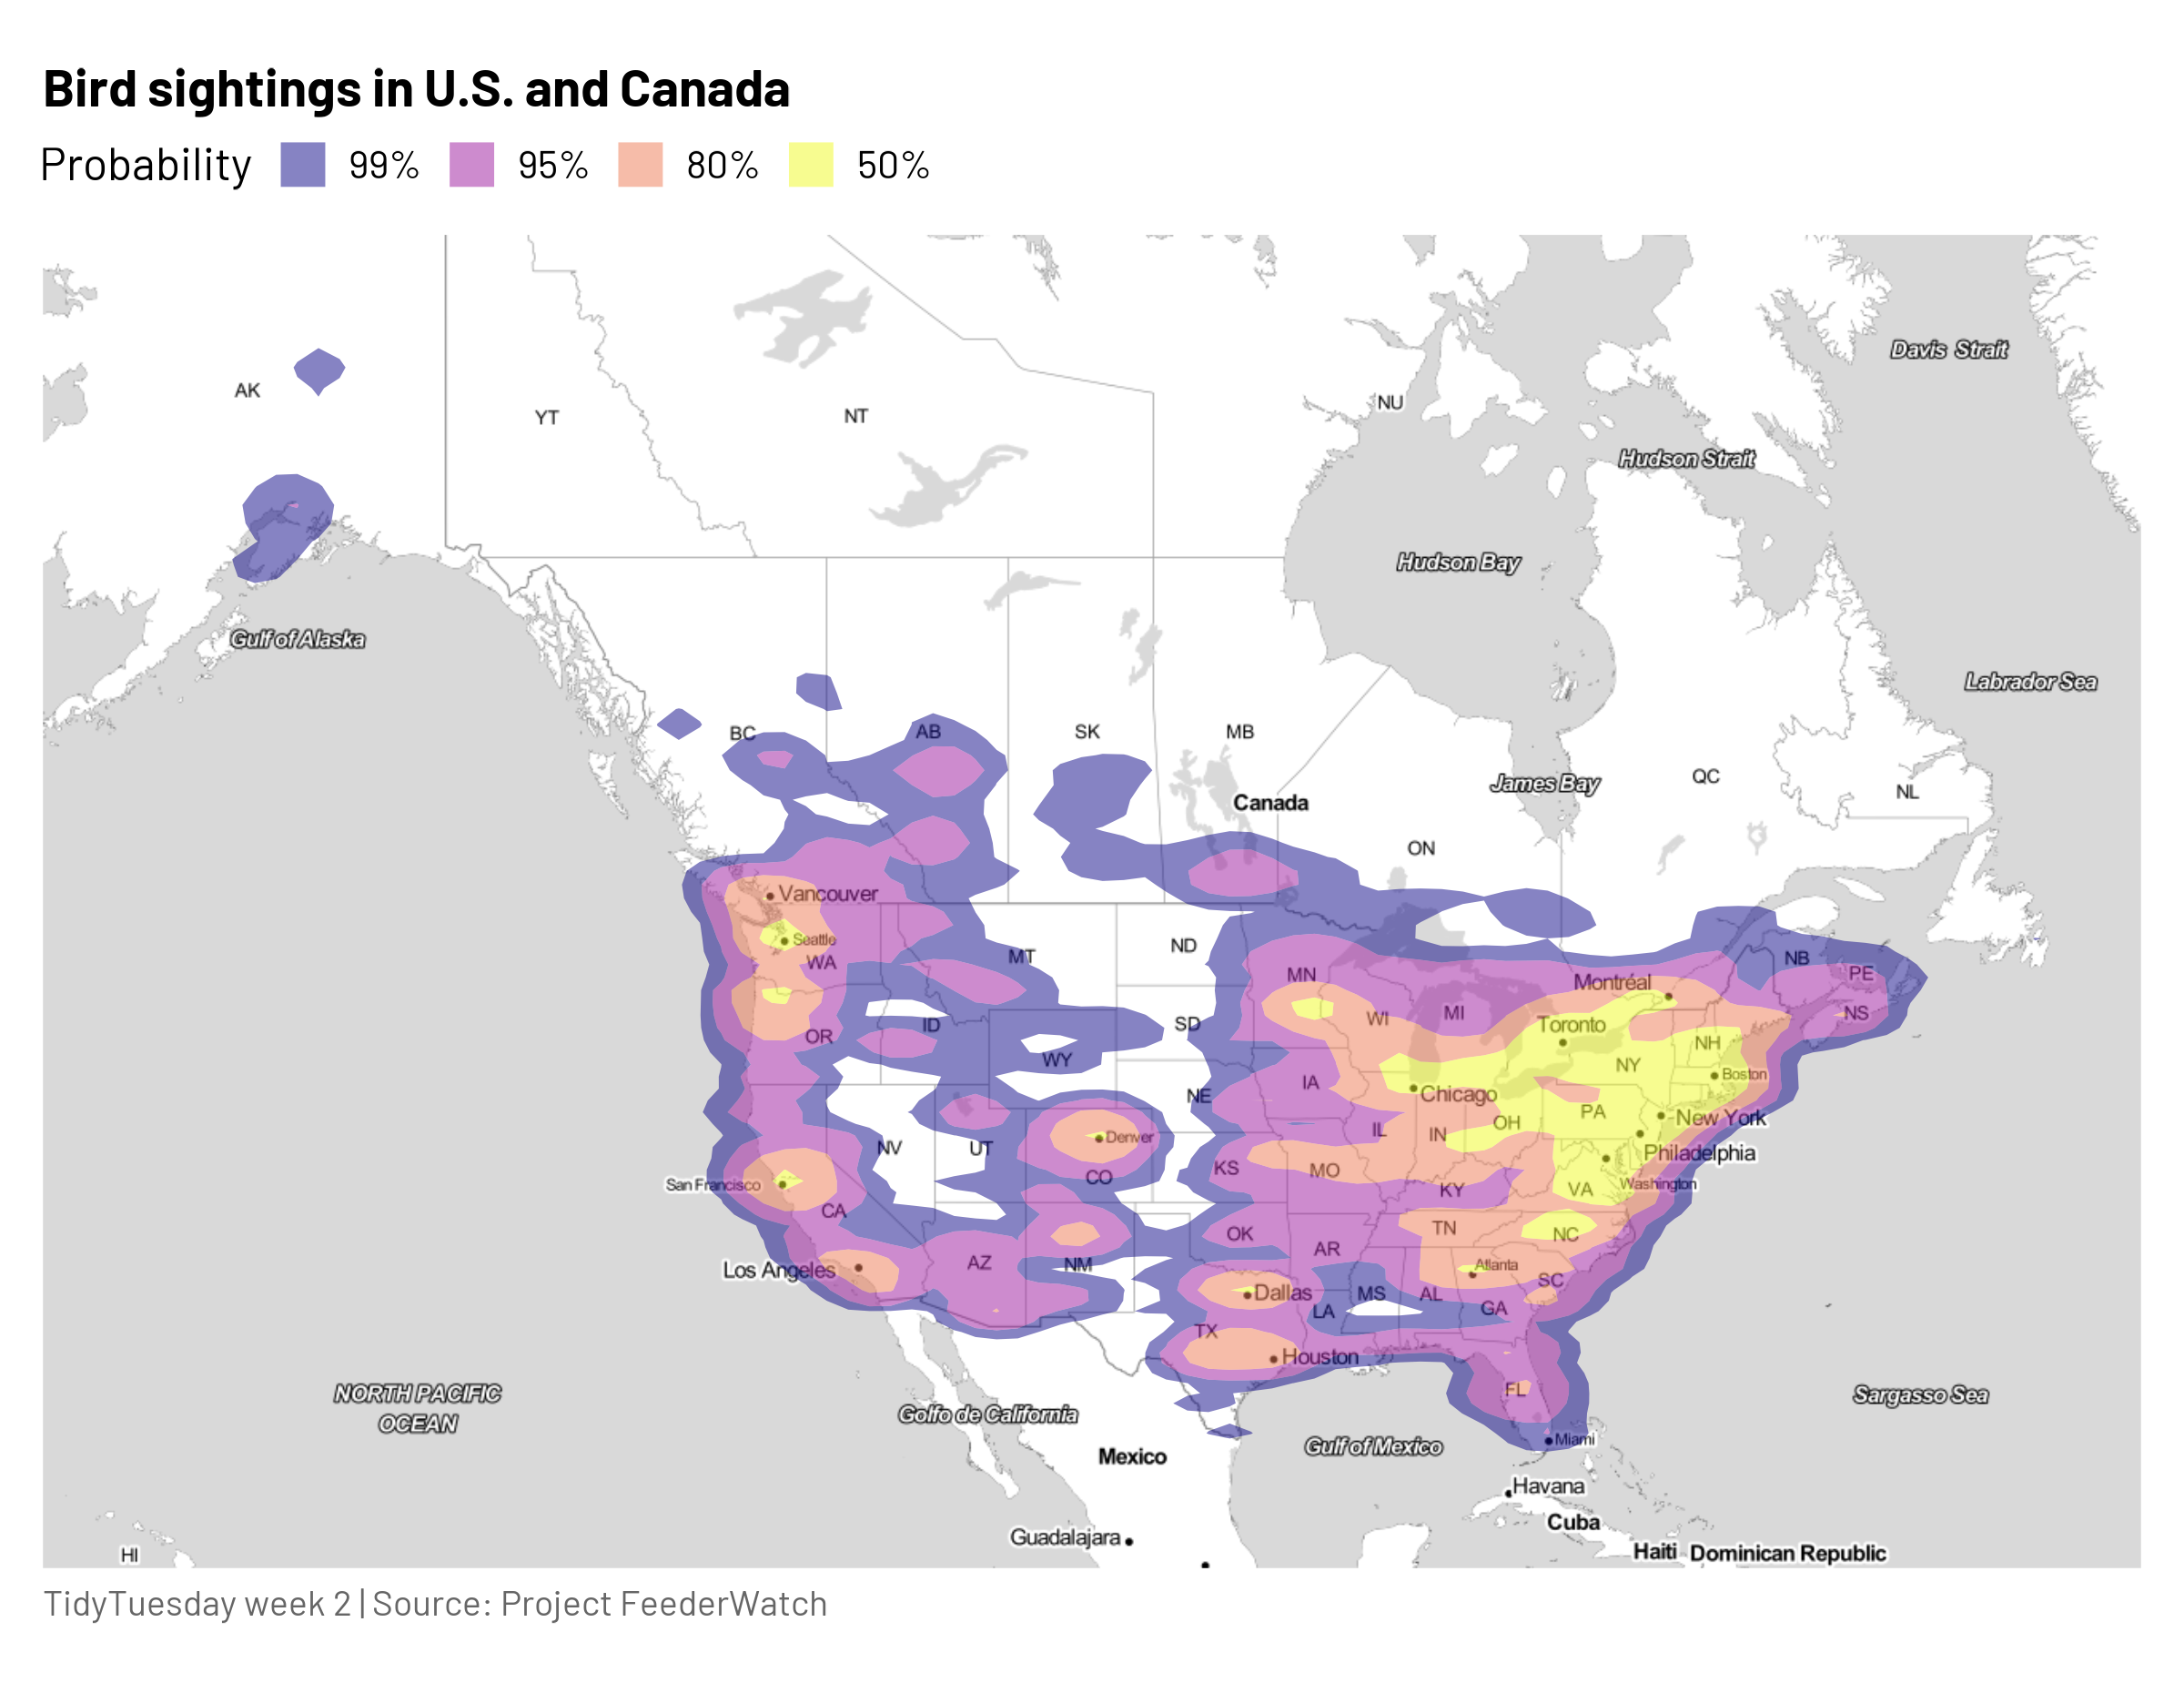 Bird sightings in U.S. and Canada
Probability 99% 95% 80% 50%
Davis Strait
AK
YT
NT
NU
Hudson Strait
Hudson Bay
Gulf of Alaska
Labrador Sea
BC
AB
SK
MB
QC
James Bay
NL
Canada
ON
Vancouver
Seattle
WA
MT
ND
MN
Montréal
NB
PE
OR
ID
WY
SD
WI
MI
Toronto
NS
NH
NY
Boston
NE
IA
Chicago
PA
New York
NV
UT
Denver
IL
IN
OH
Philadelphia
San Francisco
CO
KS
MO
KY
VA
Washington
CA
OK
TN
NC
Los Angeles
AZ
NM
AR
Atlanta
SC
Dallas
LA
MS
AL
GA
TX
Houston
FL
NORTH PACIFIC
OCEAN
Golfo de California
Gulf of Mexico
Sargasso Sea
Miami
Mexico
Havana
Cuba
Guadalajara
HI
Haiti
Dominican Republic
TidyTuesday week 2 | Source: Project FeederWatch